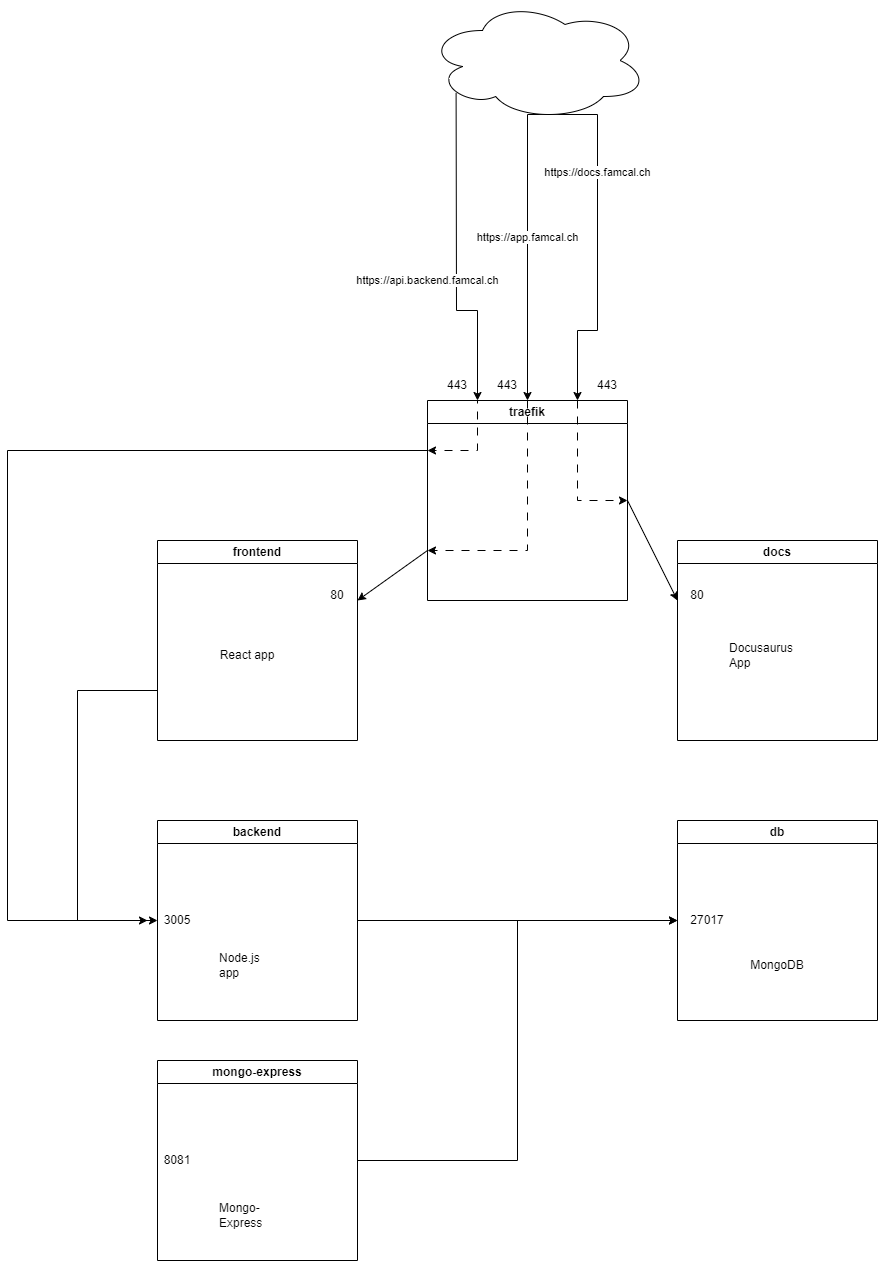 https://docs.famcal.ch
https://app.famcal.ch
https://api.backend.famcal.ch
443
443
443
traefik
frontend
80
React app
docs
80
Docusaurus
App
backend
3005
Node.js
app
db
27017
MongoDB
mongo-express
8081
Mongo-
Express